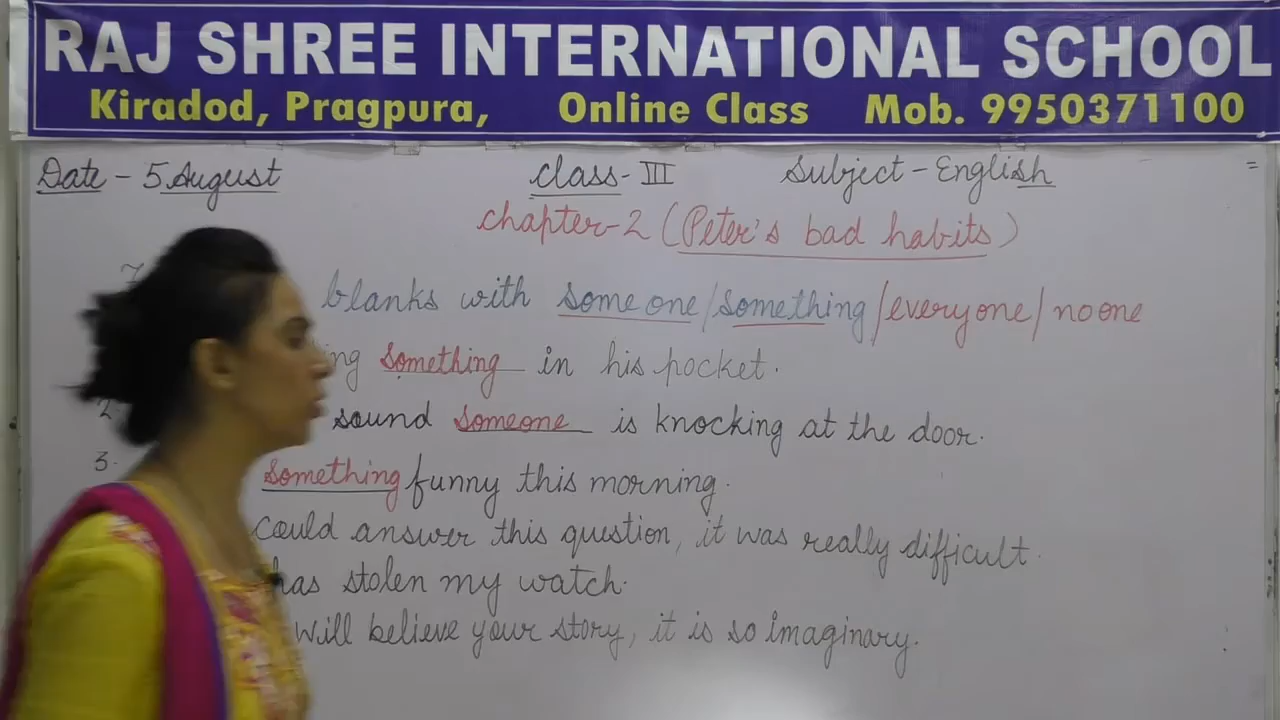 RAJ SHREE INTERNATIONAL SCHOOL
Kiradod, Pragpura, Online Class Mob. 9950371100
Date - 5 August class - III Subject - English =
chapter-2 (Peter's bad habits)
7. blanks with someone/something/everyone/no one
ing something in his pocket.
2. sound someone is knocking at the door.
3. something funny this morning.
could answer this question, it was really difficult.
has stolen my watch.
will believe your story, it is so imaginary.